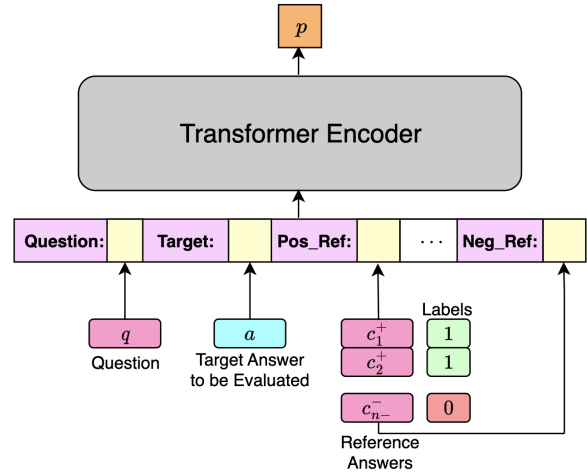 p
Transformer Encoder
Question: Target: Pos_Ref: ... Neg_Ref:
Labels
q a c₁⁺ 1
Question Target Answer c₂⁺ 1
to be Evaluated
cₙ₋⁻ 0
Reference
Answers